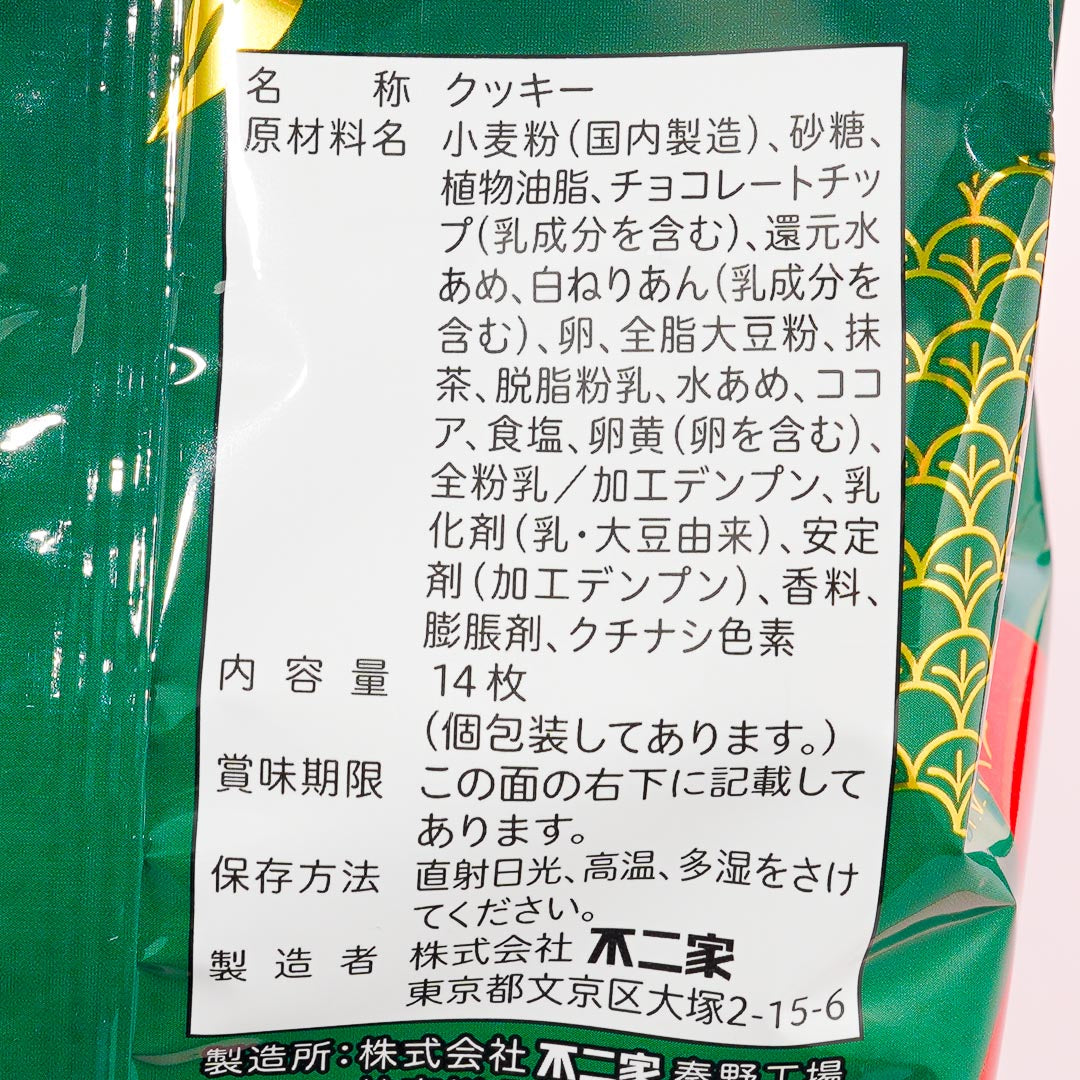 名称 クッキー
原材料名 小麦粉(国内製造)、砂糖、
植物油脂、チョコレートチッ
プ(乳成分を含む)、還元水
あめ、白ねりあん(乳成分を
含む)、卵、全脂大豆粉、抹
茶、脱脂粉乳、水あめ、ココ
ア、食塩、卵黄(卵を含む)、
全粉乳／加工デンプン、乳
化剤(乳・大豆由来)、安定
剤(加工デンプン)、香料、
膨脹剤、クチナシ色素
内容量 14枚
(個包装してあります。)
賞味期限 この面の右下に記載して
あります。
保存方法 直射日光、高温、多湿をさけ
てください。
製造者 株式会社 不二家
東京都文京区大塚2-15-6
製造所:株式会社 不二家 秦野工場